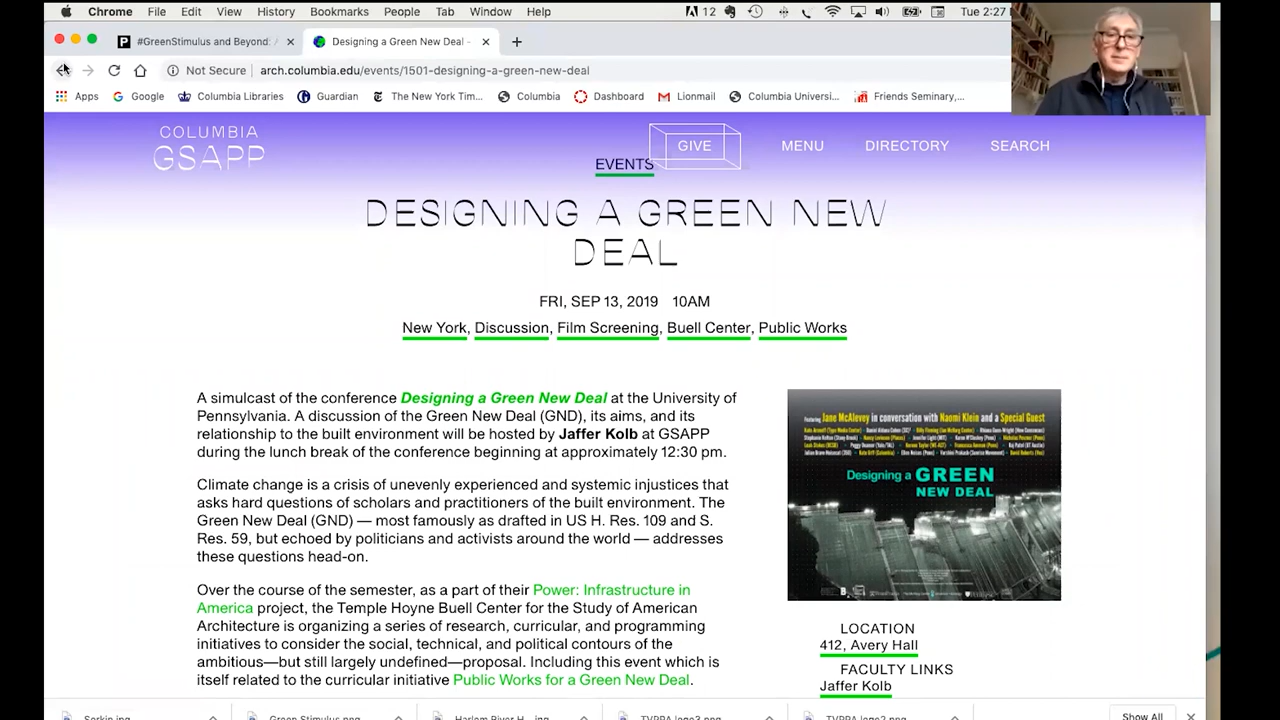 Chrome File Edit View History Bookmarks People Tab Window Help 12 Tue 2:27
#GreenStimulus and Beyond: Designing a Green New Deal -
Not Secure arch.columbia.edu/events/1501-designing-a-green-new-deal
Apps Google Columbia Libraries Guardian The New York Tim... Columbia Dashboard Lionmail Columbia Universi... Friends Seminary,...
COLUMBIA
GSAPP
GIVE MENU DIRECTORY SEARCH
EVENTS
DESIGNING A GREEN NEW
DEAL
FRI, SEP 13, 2019 10AM
New York, Discussion, Film Screening, Buell Center, Public Works
A simulcast of the conference Designing a Green New Deal at the University of
Pennsylvania. A discussion of the Green New Deal (GND), its aims, and its
relationship to the built environment will be hosted by Jaffer Kolb at GSAPP
during the lunch break of the conference beginning at approximately 12:30 pm.
Climate change is a crisis of unevenly experienced and systemic injustices that
asks hard questions of scholars and practitioners of the built environment. The
Green New Deal (GND) — most famously as drafted in US H. Res. 109 and S.
Res. 59, but echoed by politicians and activists around the world — addresses
these questions head-on.
Over the course of the semester, as a part of their Power: Infrastructure in
America project, the Temple Hoyne Buell Center for the Study of American
Architecture is organizing a series of research, curricular, and programming
initiatives to consider the social, technical, and political contours of the
ambitious—but still largely undefined—proposal. Including this event which is
itself related to the curricular initiative Public Works for a Green New Deal.
Featuring Jane McAlevey in conversation with Naomi Klein and a Special Guest
Designing a GREEN
NEW DEAL
LOCATION
412, Avery Hall
FACULTY LINKS
Jaffer Kolb
Sorkin.jpg Green Stimulus.png Harlem River H....jpg TVPPA logo3.png TVPPA logo2.png Show All